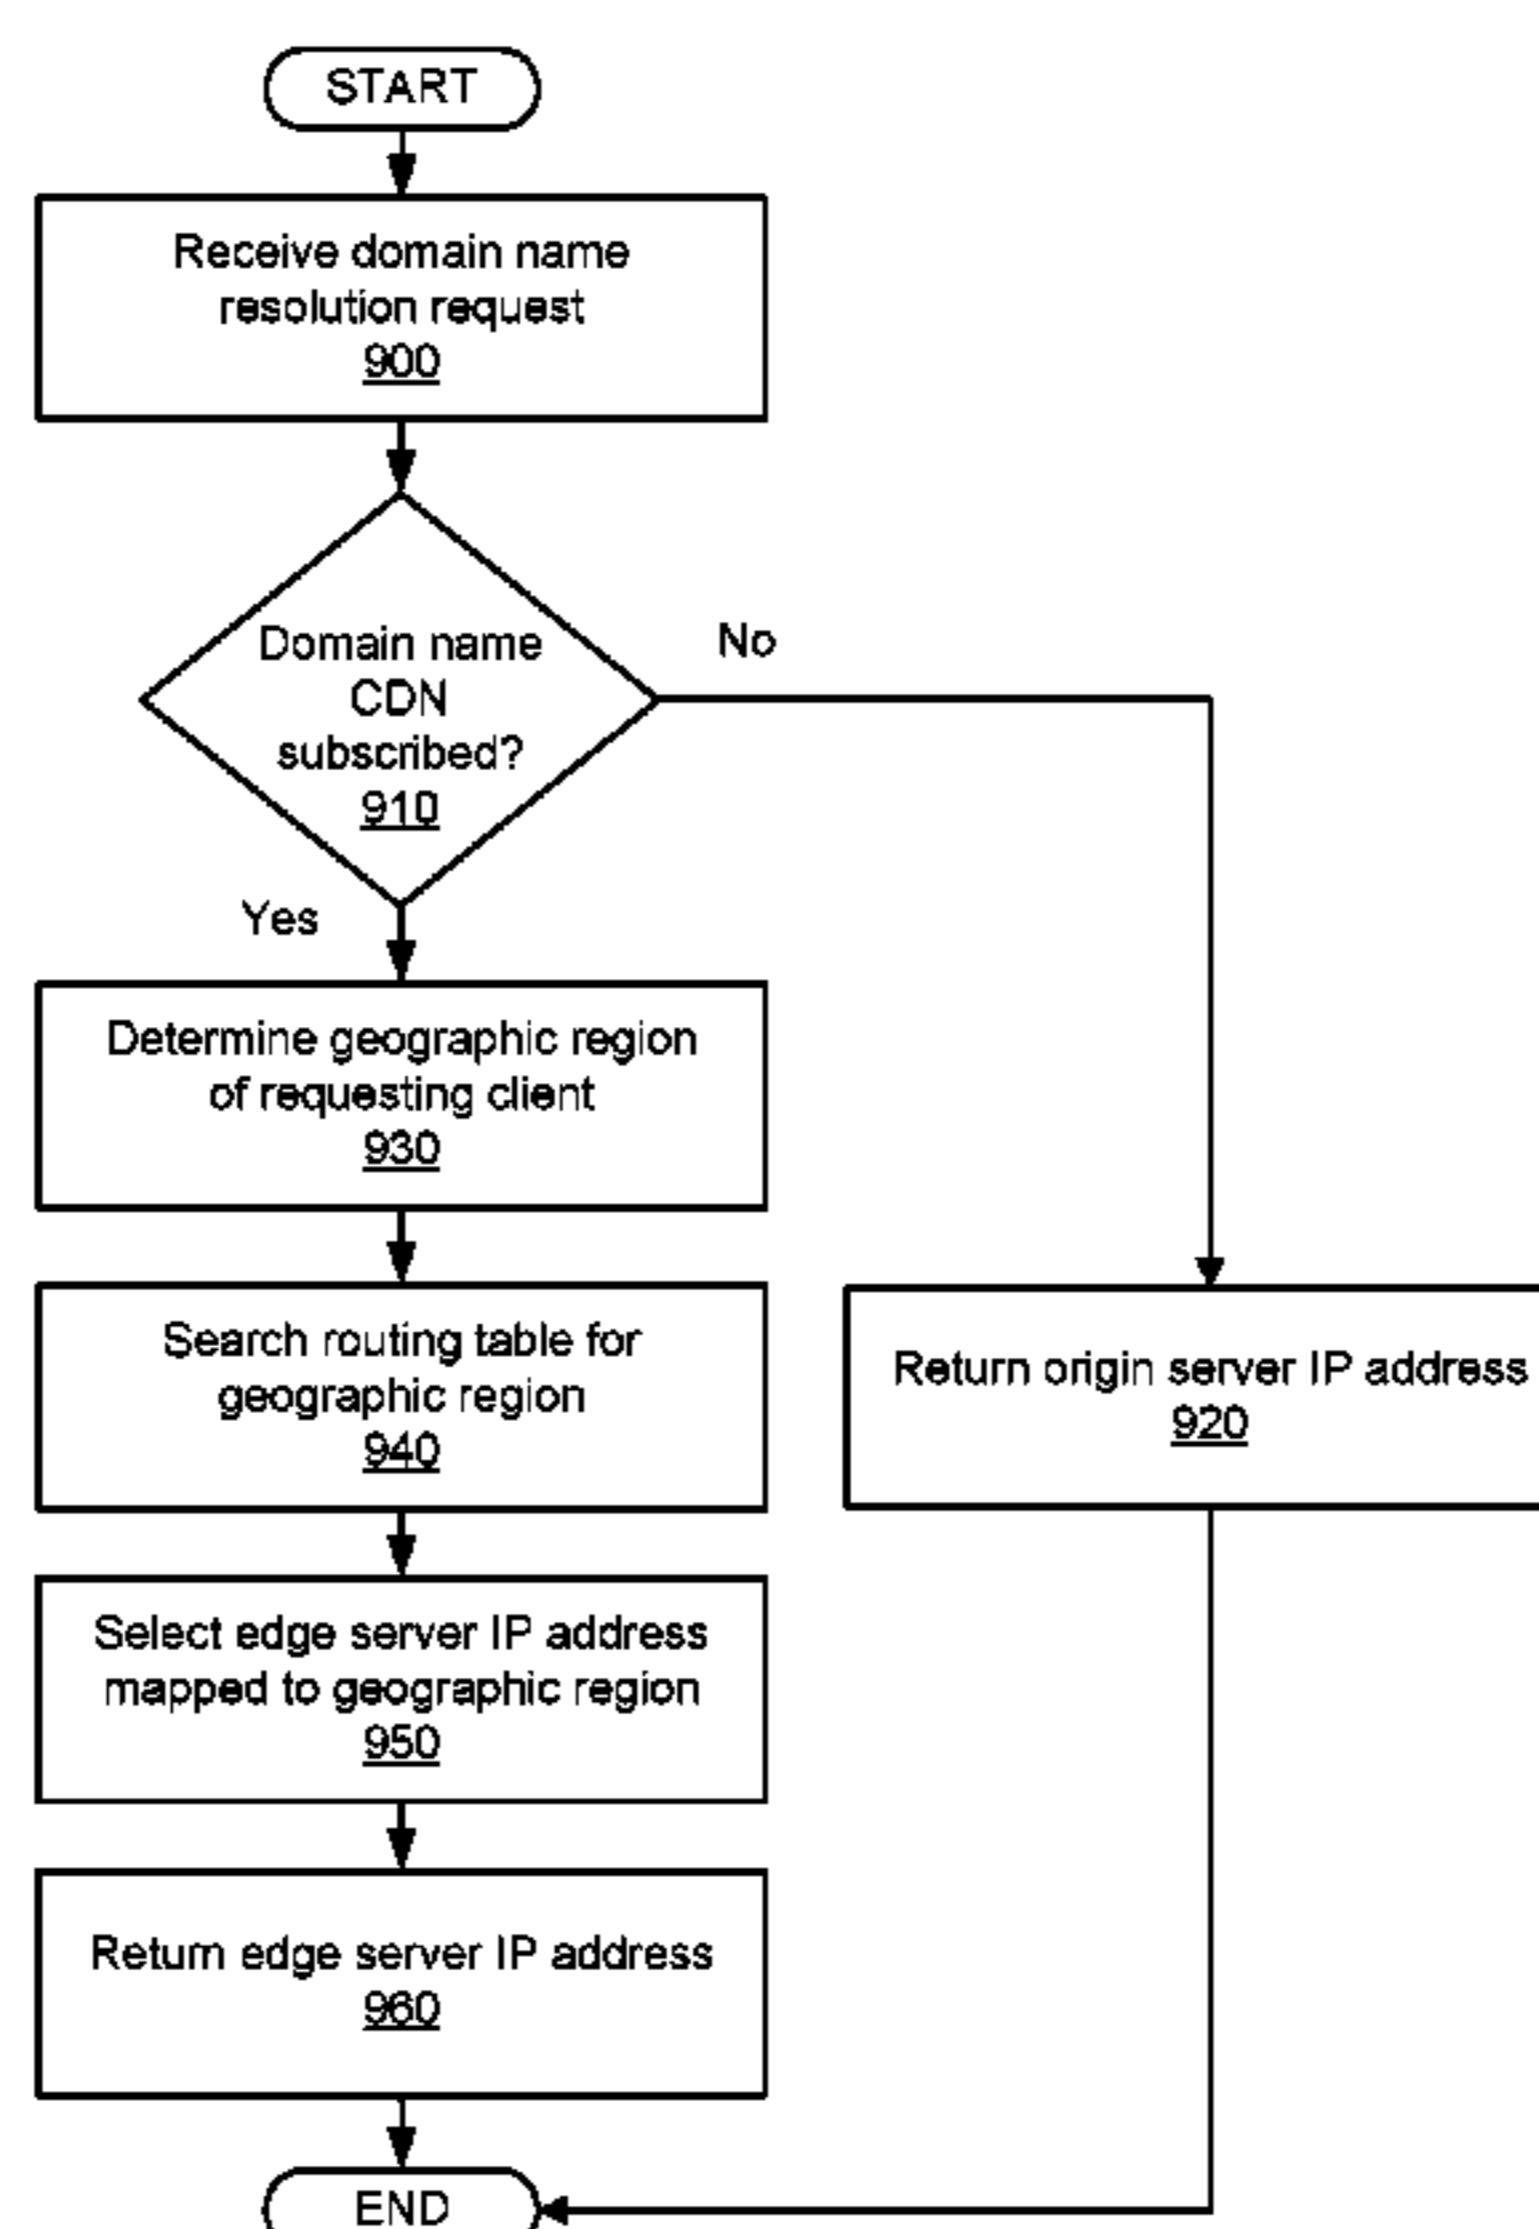 START
Receive domain name
resolution request
900
Domain name
CDN
subscribed?
910
No
Yes
Determine geographic region
of requesting client
930
Search routing table for
geographic region
940
Return origin server IP address
920
Select edge server IP address
mapped to geographic region
950
Return edge server IP address
960
END